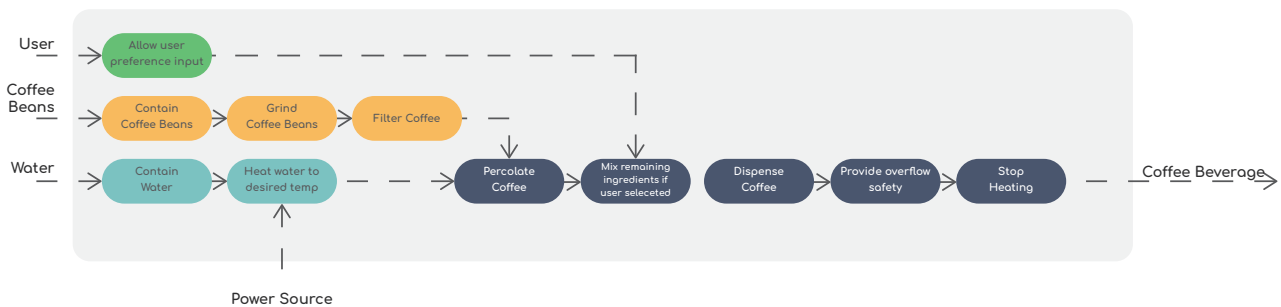 User
Allow user
preference input
Coffee
Beans
Contain
Coffee Beans
Grind
Coffee Beans
Filter Coffee
Water
Contain
Water
Heat water to
desired temp
Percolate
Coffee
Mix remaining
ingredients if
user seleceted
Dispense
Coffee
Provide overflow
safety
Stop
Heating
Coffee Beverage
Power Source